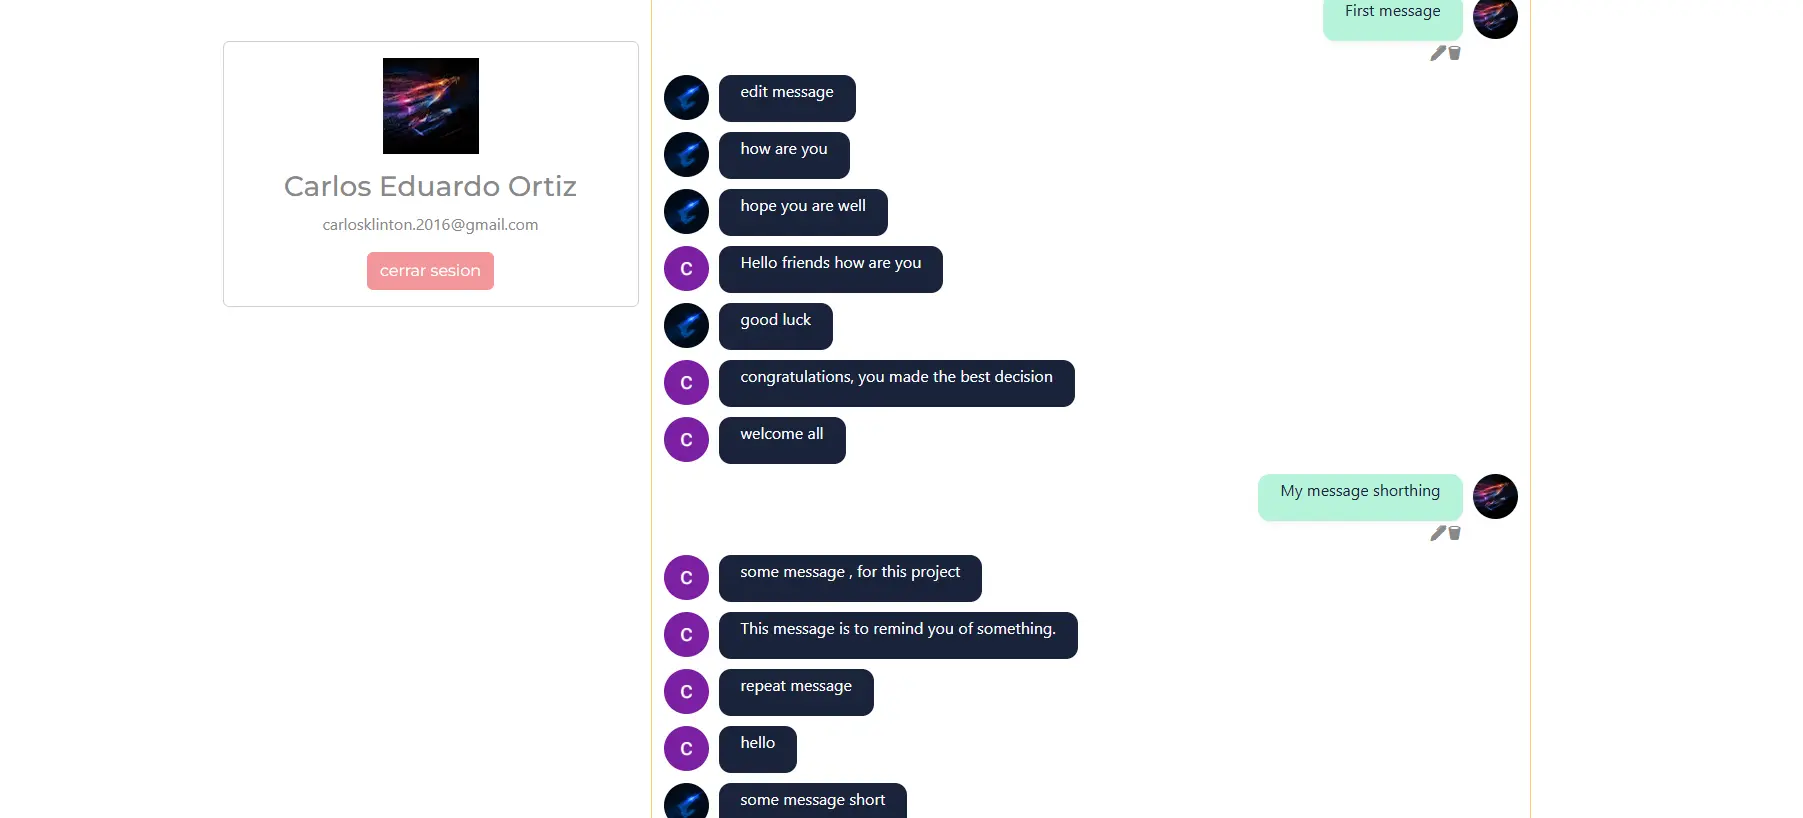 Carlos Eduardo Ortiz
carlosklinton.2016@gmail.com
cerrar sesion
First message
edit message
how are you
hope you are well
C
Hello friends how are you
good luck
C
congratulations, you made the best decision
C
welcome all
My message shorthing
C
some message , for this project
C
This message is to remind you of something.
C
repeat message
C
hello
some message short